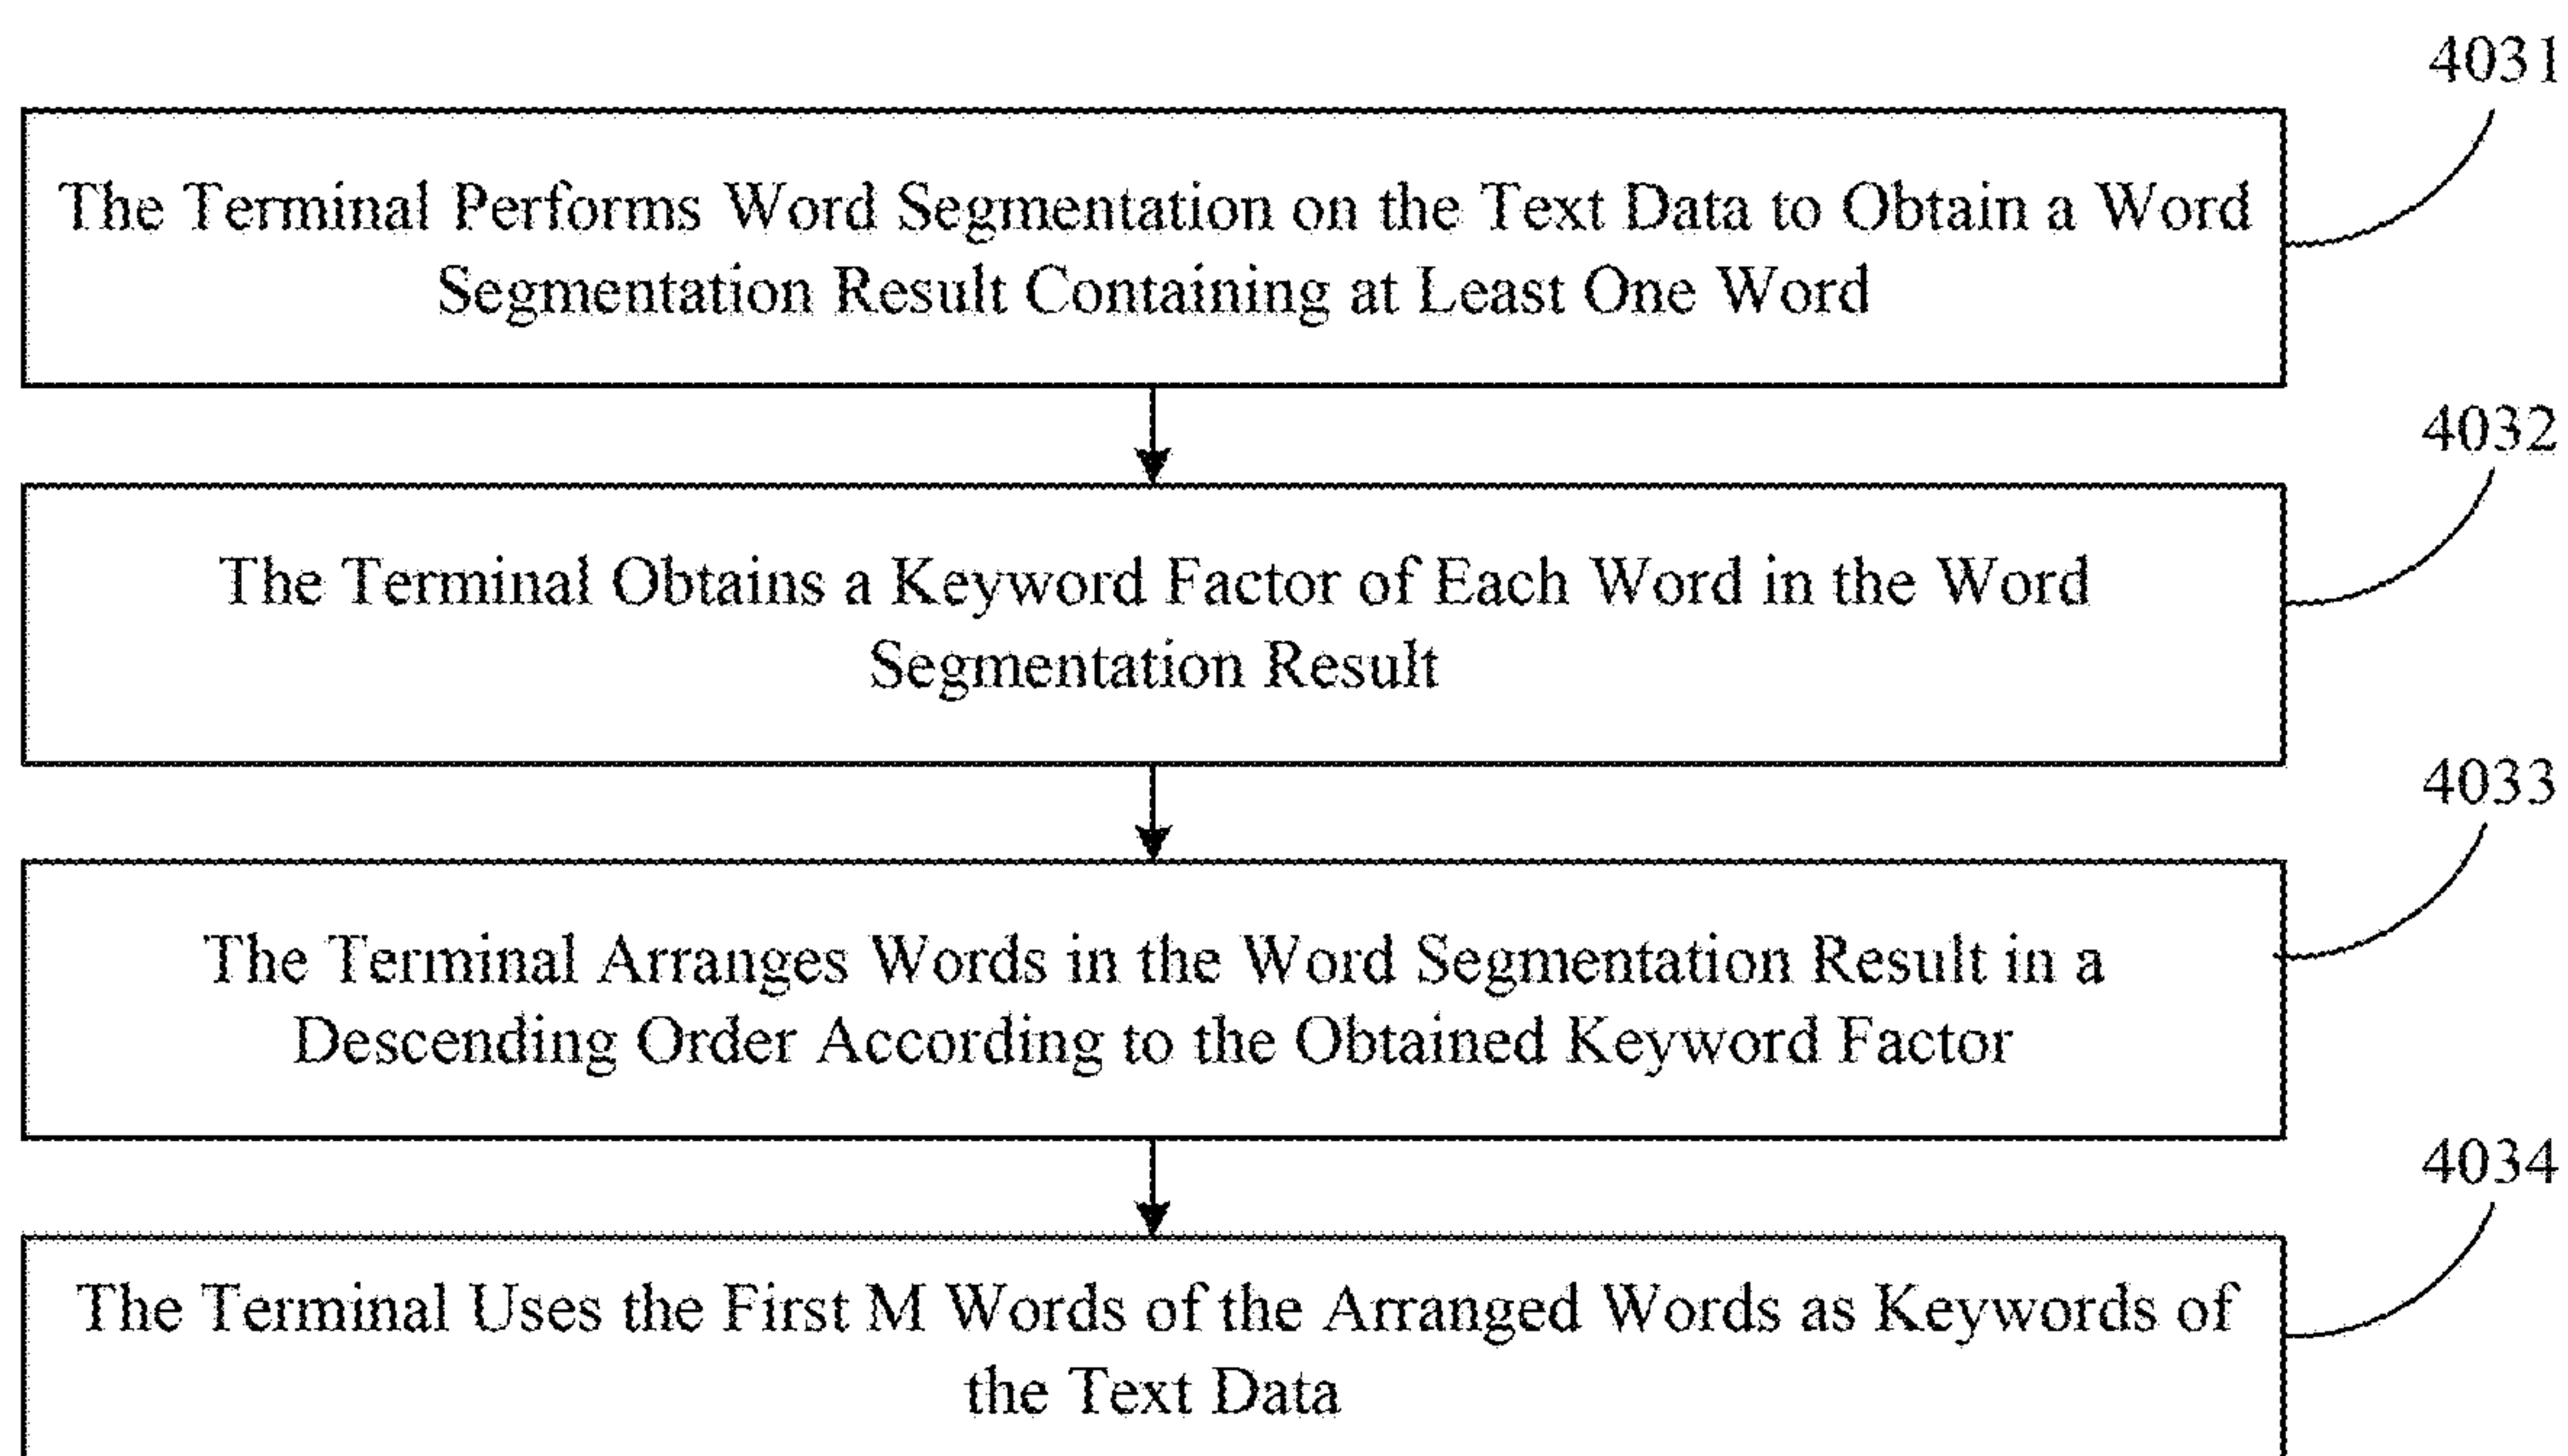 4031
The Terminal Performs Word Segmentation on the Text Data to Obtain a Word
Segmentation Result Containing at Least One Word
4032
The Terminal Obtains a Keyword Factor of Each Word in the Word
Segmentation Result
4033
The Terminal Arranges Words in the Word Segmentation Result in a
Descending Order According to the Obtained Keyword Factor
4034
The Terminal Uses the First M Words of the Arranged Words as Keywords of
the Text Data